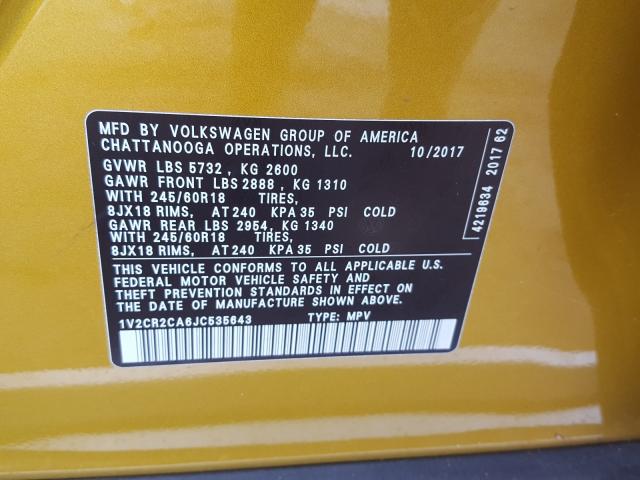 MFD BY VOLKSWAGEN GROUP OF AMERICA
CHATTANOOGA OPERATIONS, LLC. 10/2017
GVWR LBS 5732 , KG 2600
GAWR FRONT LBS 2888 , KG 1310
WITH 245/60R18 TIRES,
8JX18 RIMS, AT 240 KPA 35 PSI COLD
GAWR REAR LBS 2954, KG 1340
WITH 245/60R18 TIRES,
8JX18 RIMS, AT 240 KPA 35 PSI COLD
THIS VEHICLE CONFORMS TO ALL APPLICABLE U.S.
FEDERAL MOTOR VEHICLE SAFETY AND
THEFT PREVENTION STANDARDS IN EFFECT ON
THE DATE OF MANUFACTURE SHOWN ABOVE.
1V2CR2CA6JC535643 TYPE: MPV
4219634 2017 62